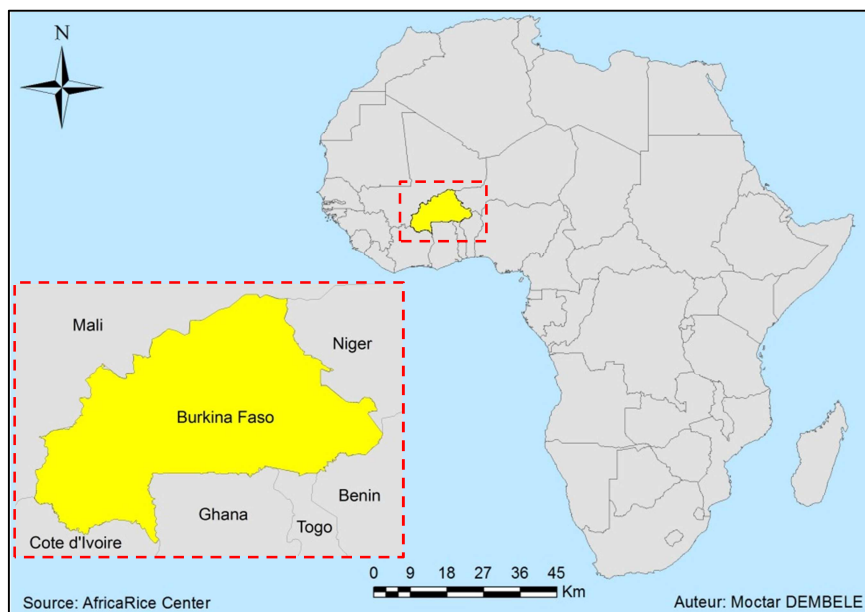 N
Mali
Niger
Burkina Faso
Benin
Ghana
Togo
Cote d'Ivoire
0 9 18 27 36 45
Km
Source: AfricaRice Center
Auteur: Moctar DEMBELE